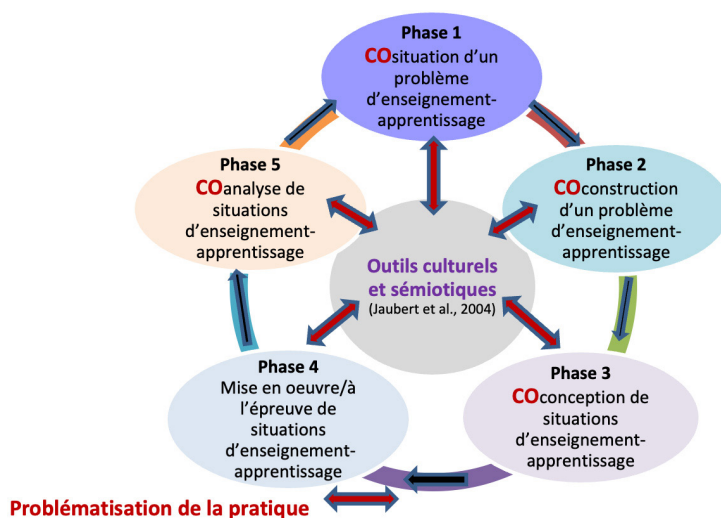 Phase 1
COsituation d'un
problème
d'enseignement-
apprentissage
Phase 2
COconstruction
d'un problème
d'enseignement-
apprentissage
Phase 3
COconception de
situations
d'enseignement-
apprentissage
Phase 4
Mise en oeuvre/à
l'épreuve de
situations
d'enseignement-
apprentissage
Phase 5
COanalyse de
situations
d'enseignement-
apprentissage
Outils culturels
et sémiotiques
(Jaubert et al., 2004)
Problématisation de la pratique